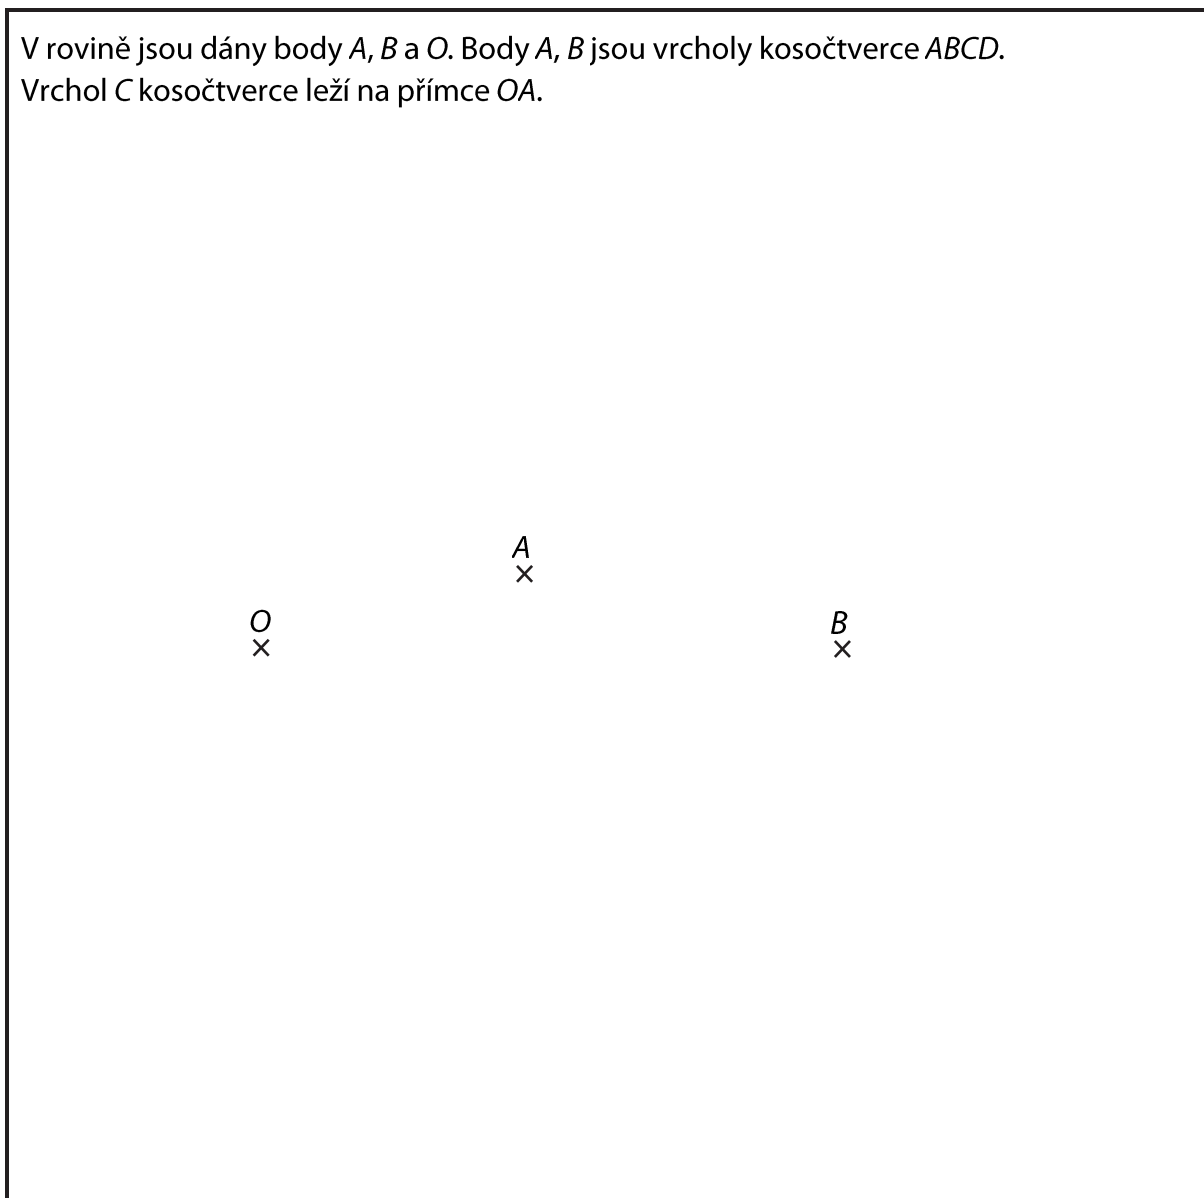 V rovině jsou dány body A, B a O. Body A, B jsou vrcholy kosočtverce ABCD.
Vrchol C kosočtverce leží na přímce OA.
A
O
B